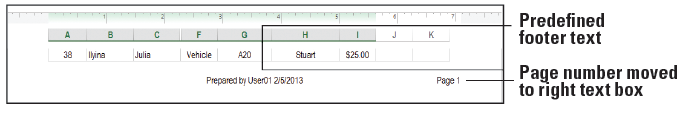 1 2 3 4 5 6 7
A B C F G H I J K
38 Ilyina Julia Vehicle A20 Stuart $25.00
Prepared by User01 2/5/2013 Page 1
Predefined
footer text
Page number moved
to right text box